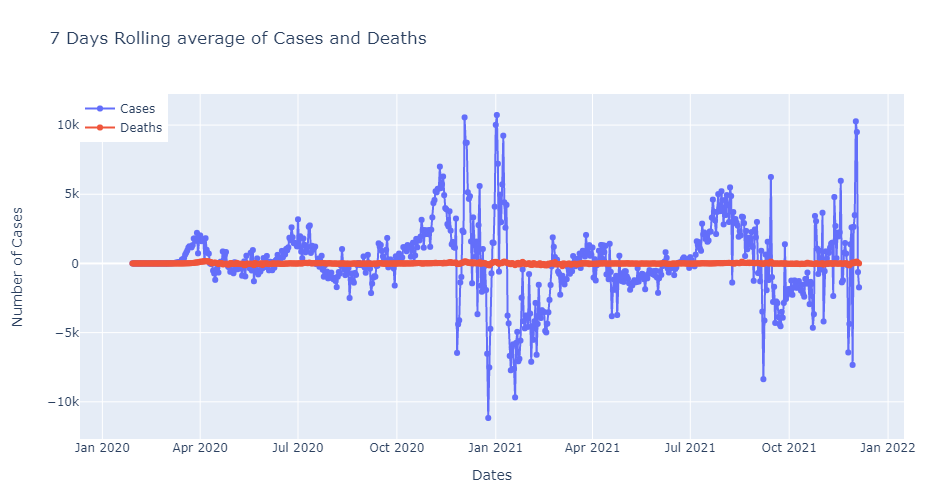 7 Days Rolling average of Cases and Deaths
Cases
Deaths
10k
5k
0
−5k
−10k
Number of Cases
Jan 2020 Apr 2020 Jul 2020 Oct 2020 Jan 2021 Apr 2021 Jul 2021 Oct 2021 Jan 2022
Dates